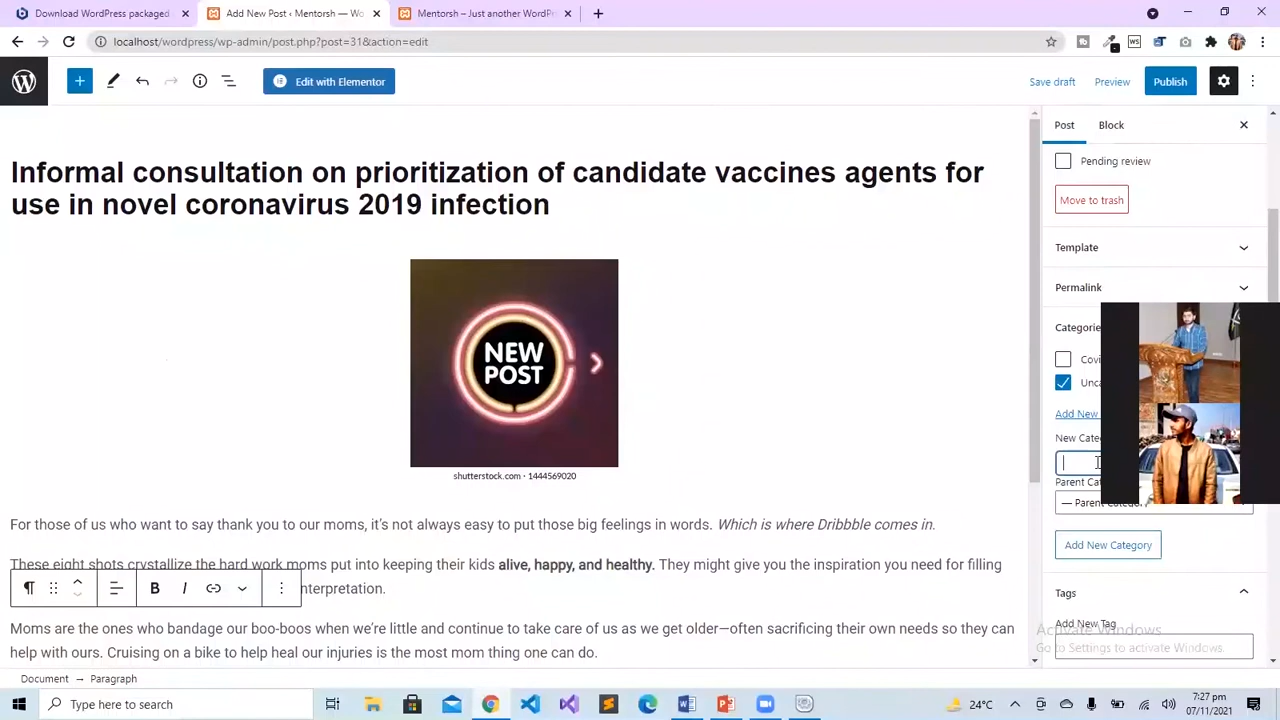 WordPress packaged
Add New Post ‹ Mentorsh — Wo
Mentorsh – Just another WordPr
localhost/wordpress/wp-admin/post.php?post=31&action=edit
Edit with Elementor
Save draft
Preview
Publish
Post
Block
Pending review
Move to trash
Template
Permalink
Categorie
Covi
Unca
Add New
New Categ
Parent Cat
— Parent Category
Add New Category
Tags
Add New Tag
Informal consultation on prioritization of candidate vaccines agents for
use in novel coronavirus 2019 infection
NEW
POST
shutterstock.com · 1444569020
For those of us who want to say thank you to our moms, it's not always easy to put those big feelings in words. Which is where Dribbble comes in.
These eight shots crystallize the hard work moms put into keeping their kids alive, happy, and healthy. They might give you the inspiration you need for filling
nterpretation.
B I
Moms are the ones who bandage our boo-boos when we're little and continue to take care of us as we get older—often sacrificing their own needs so they can
help with ours. Cruising on a bike to help heal our injuries is the most mom thing one can do.
Activate Windows
Go to Settings to activate Windows.
Document → Paragraph
Type here to search
24°C
7:27 pm
07/11/2021